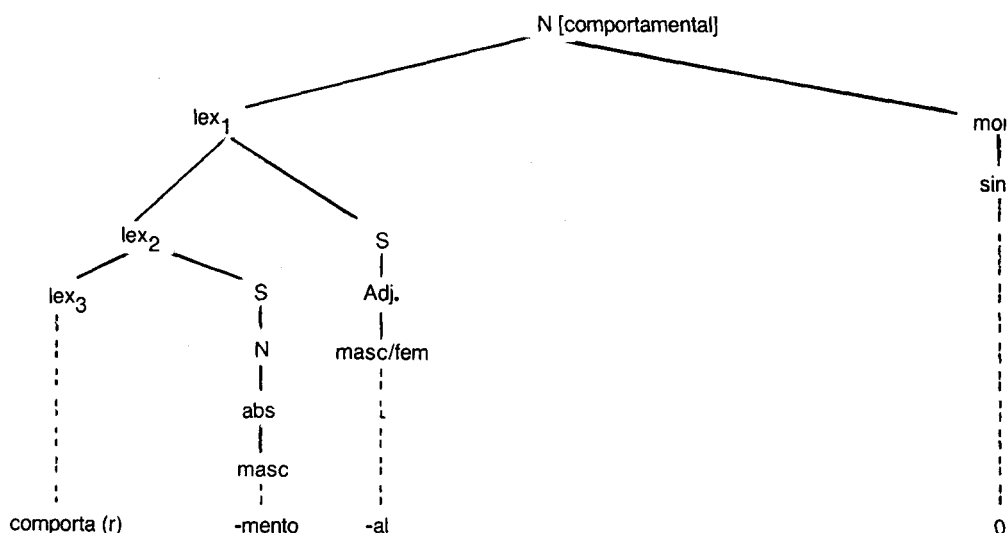 N [comportamental]
lex1 mor
sin
lex2 S
lex3 S Adj.
N masc/fem
abs
masc
comporta (r) -mento -al 0